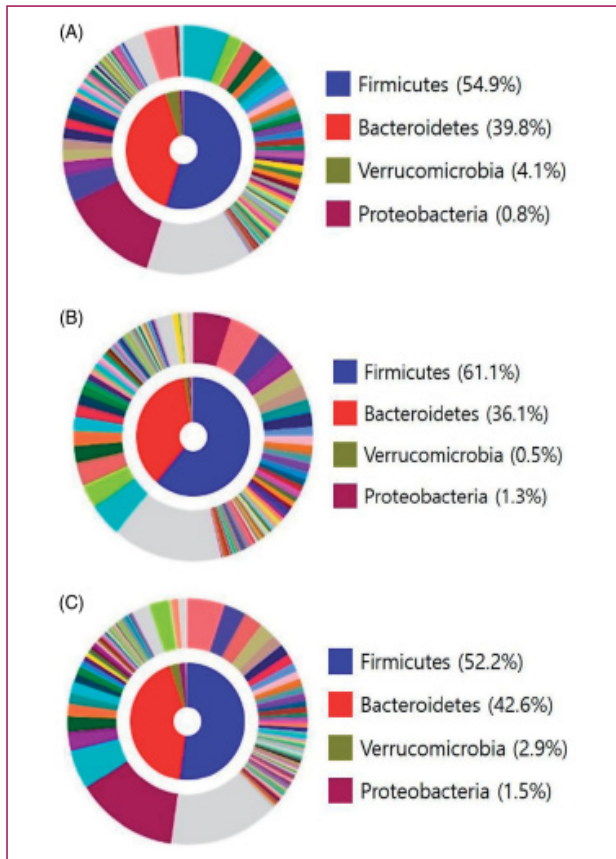 (A)
Firmicutes (54.9%)
Bacteroidetes (39.8%)
Verrucomicrobia (4.1%)
Proteobacteria (0.8%)
(B)
Firmicutes (61.1%)
Bacteroidetes (36.1%)
Verrucomicrobia (0.5%)
Proteobacteria (1.3%)
(C)
Firmicutes (52.2%)
Bacteroidetes (42.6%)
Verrucomicrobia (2.9%)
Proteobacteria (1.5%)